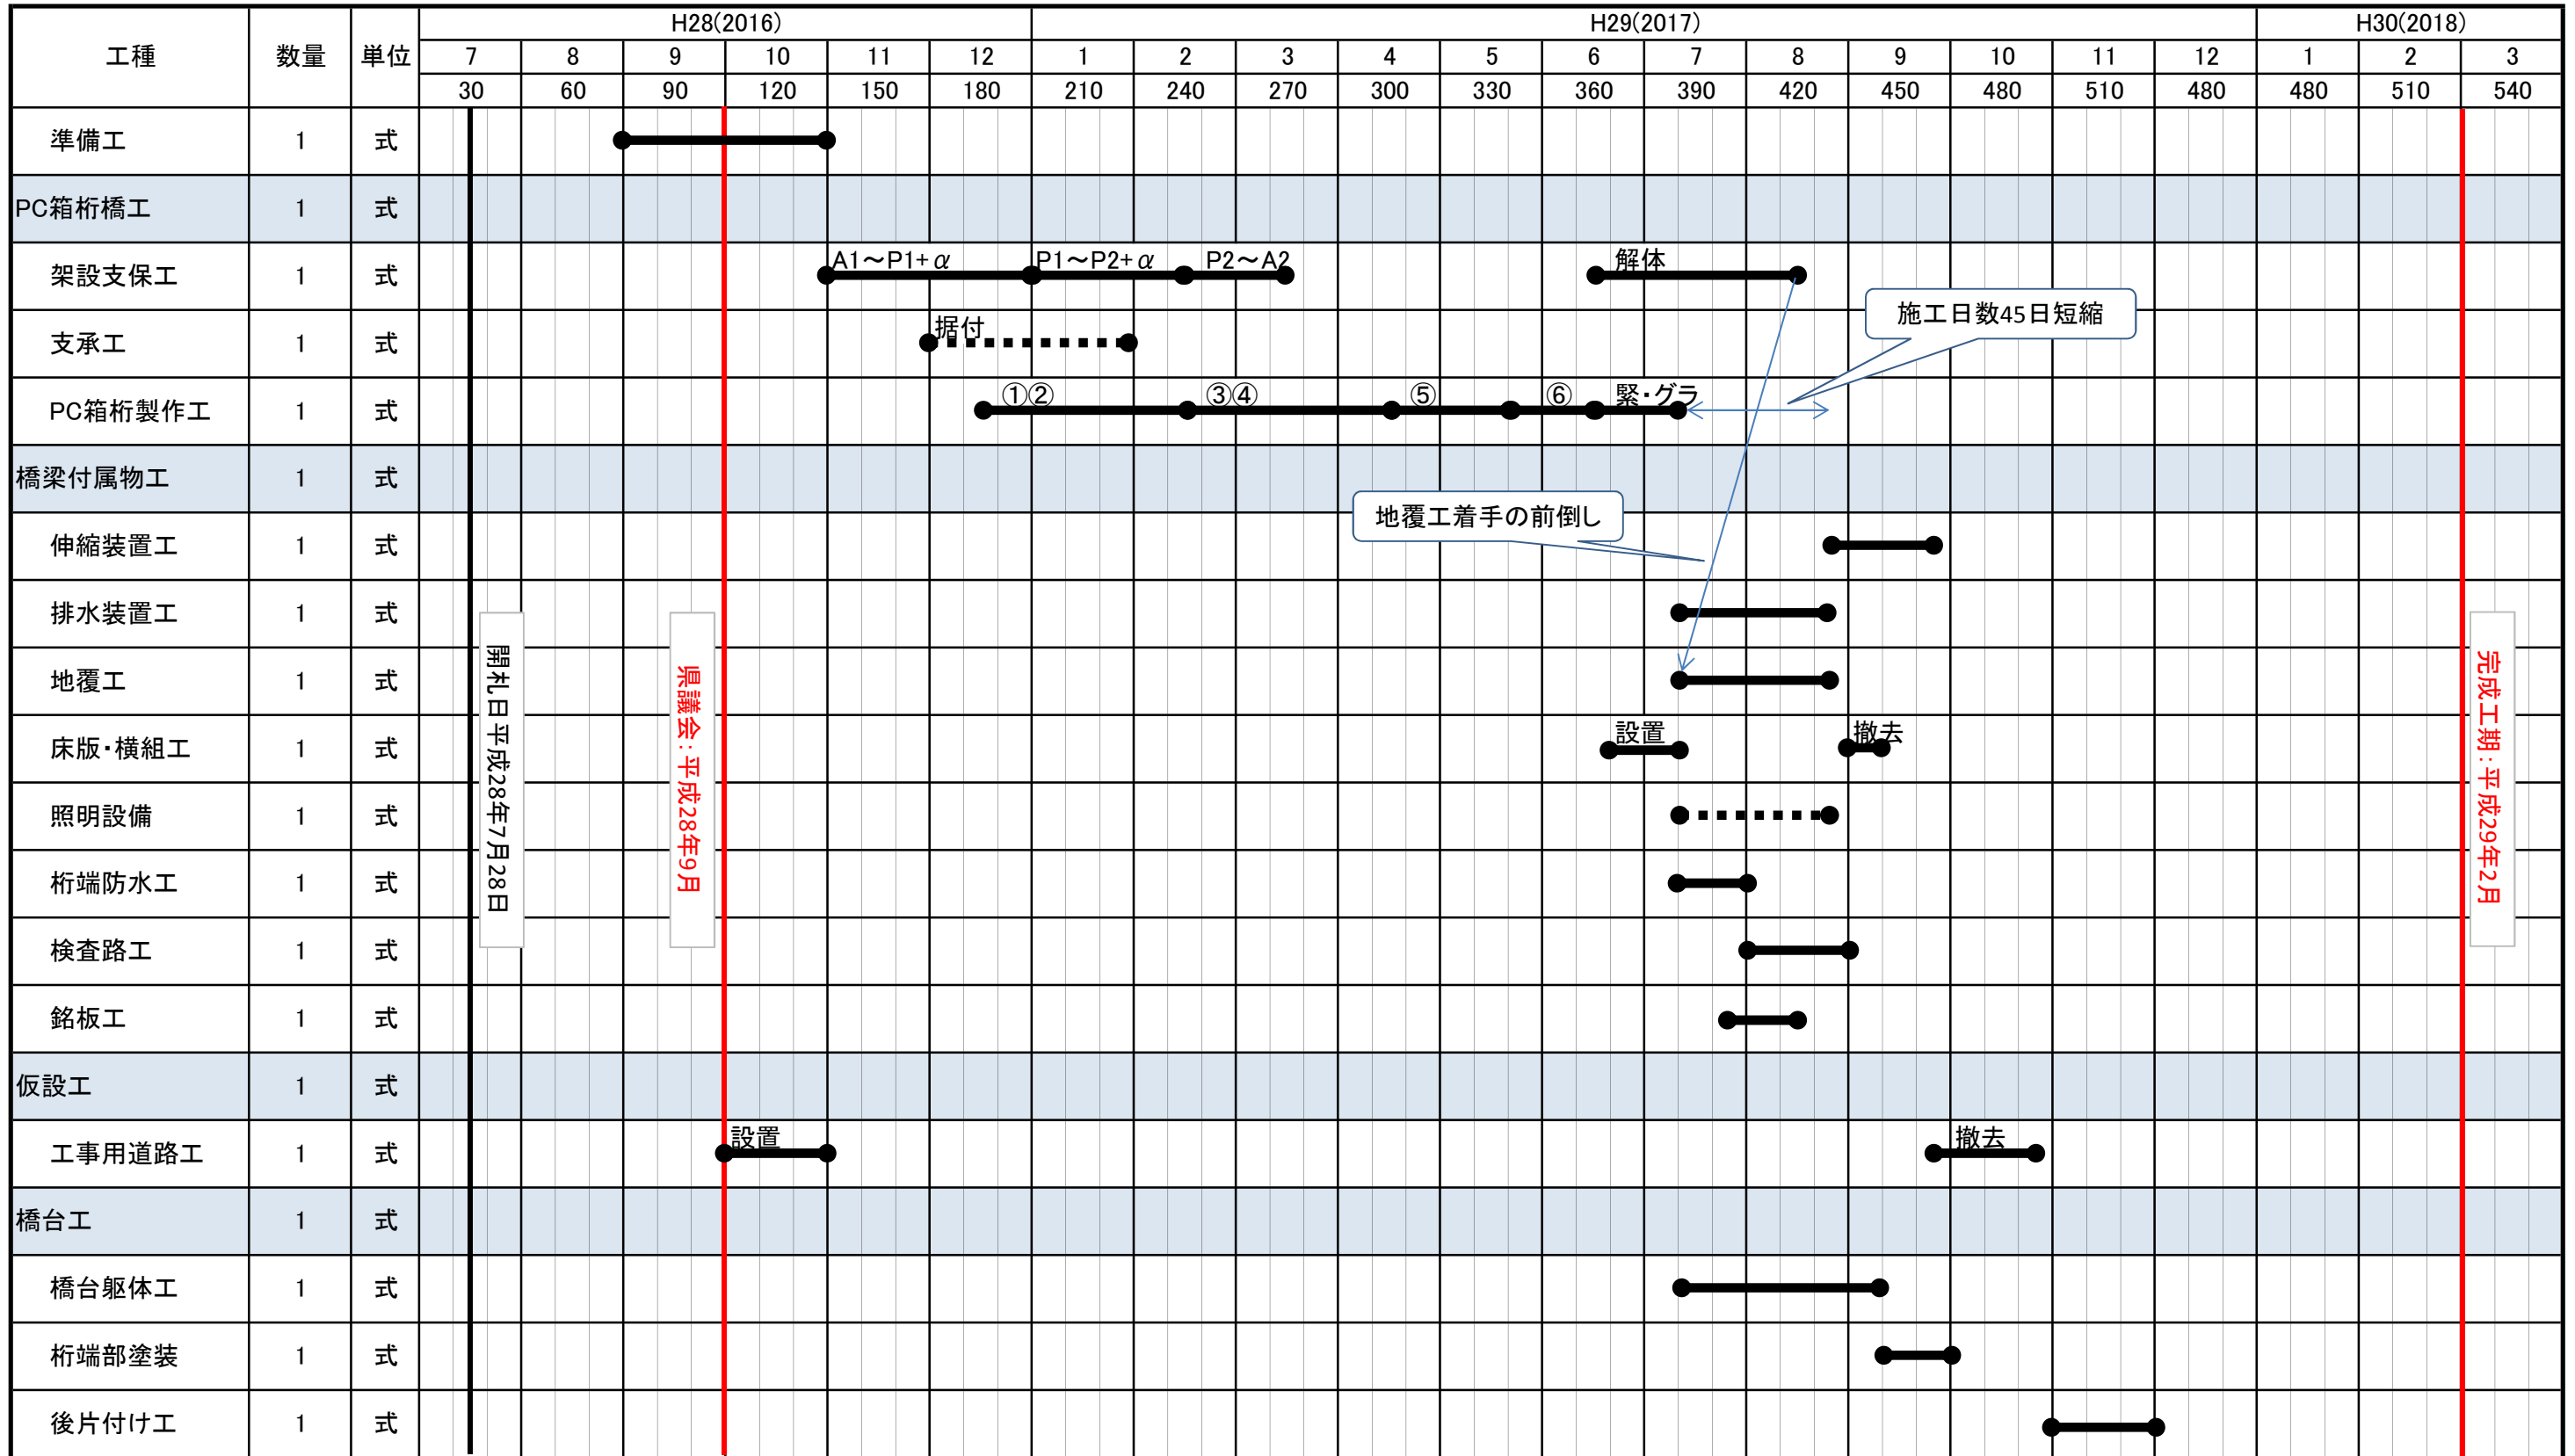 工種 数量 単位 H28(2016) H29(2017) H30(2018)
7 8 9 10 11 12 1 2 3 4 5 6 7 8 9 10 11 12 1 2 3
30 60 90 120 150 180 210 240 270 300 330 360 390 420 450 480 510 480 480 510 540
準備工 1 式
PC箱桁橋工 1 式
架設支保工 1 式 A1～P1+α P1～P2+α P2～A2 解体
施工日数45日短縮
支承工 1 式 据付
PC箱桁製作工 1 式 ①② ③④ ⑤ ⑥ 緊・グラ
橋梁付属物工 1 式
地覆工着手の前倒し
伸縮装置工 1 式
排水装置工 1 式
地覆工 1 式
床版・横組工 1 式 設置 撤去
照明設備 1 式
桁端防水工 1 式
検査路工 1 式
銘板工 1 式
開札日 平成28年7月28日
県議会：平成28年9月
完成工期：平成29年2月
仮設工 1 式
工事用道路工 1 式 設置 撤去
橋台工 1 式
橋台躯体工 1 式
桁端部塗装 1 式
後片付け工 1 式